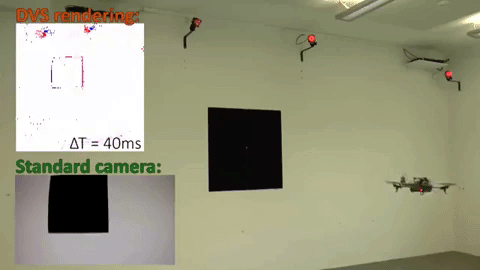 DVS rendering:
ΔT = 40ms
Standard camera: